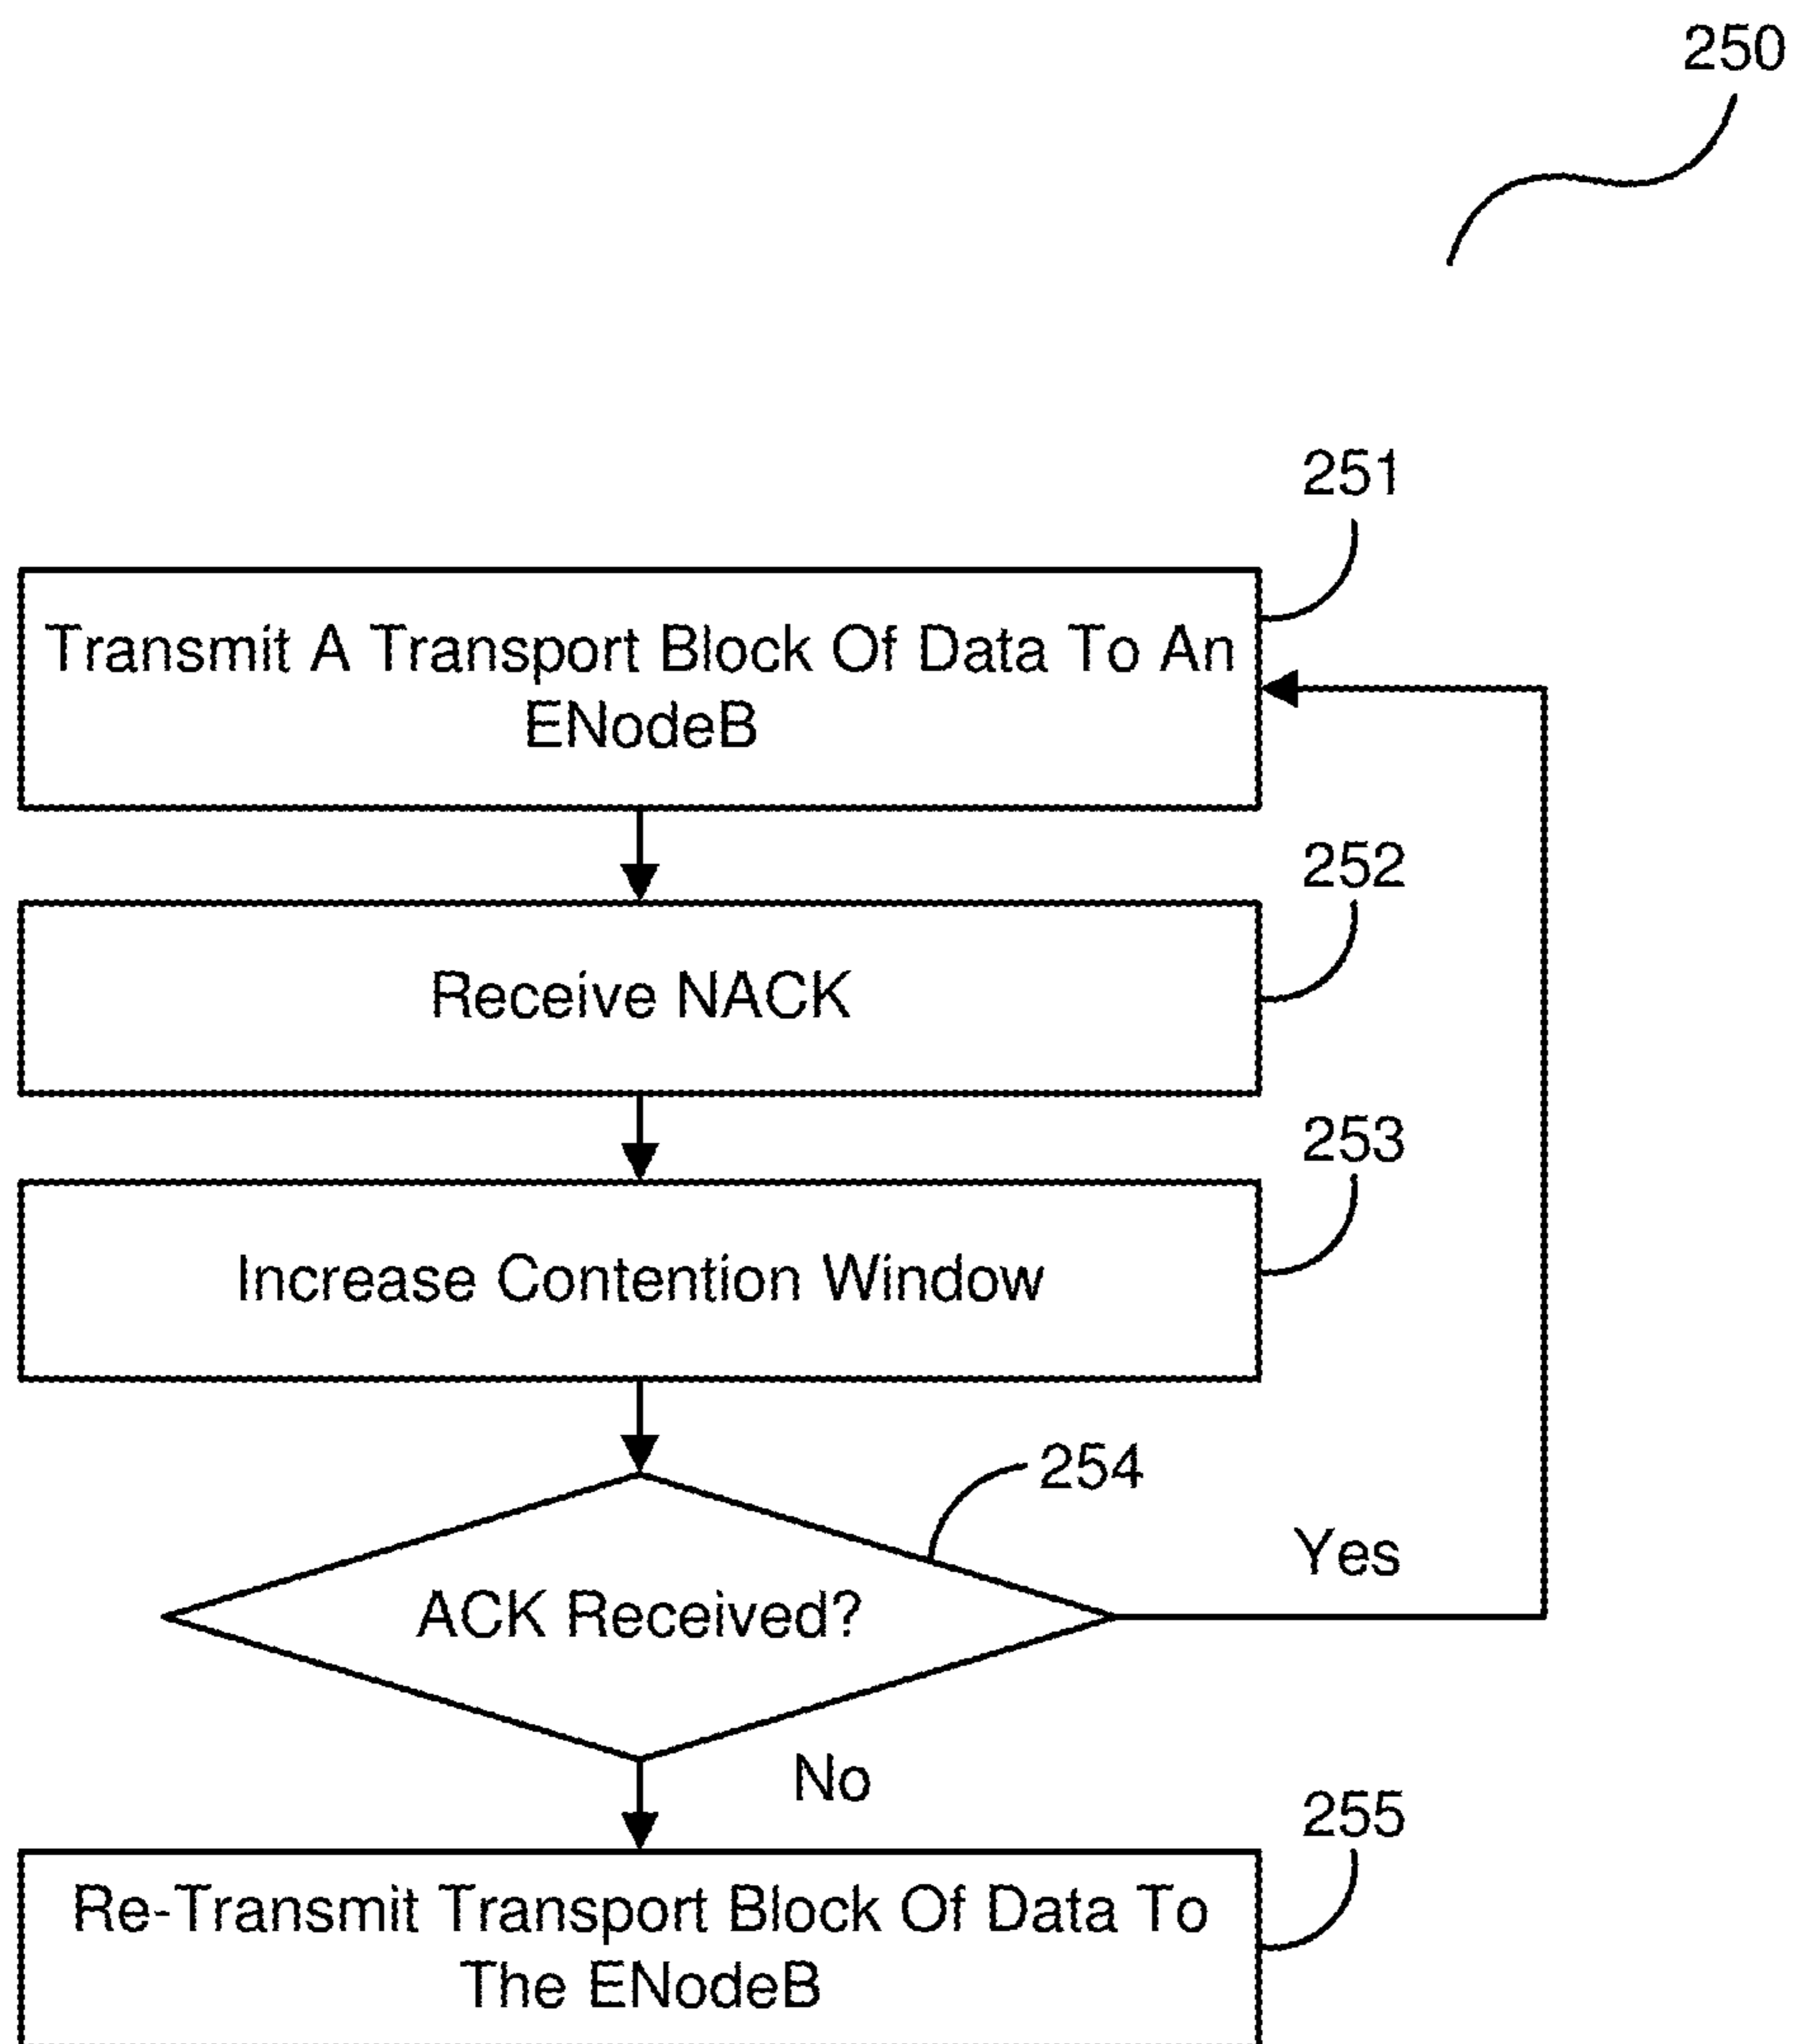 250
251
Transmit A Transport Block Of Data To An
ENodeB
252
Receive NACK
253
Increase Contention Window
254
Yes
ACK Received?
No
255
Re-Transmit Transport Block Of Data To
The ENodeB